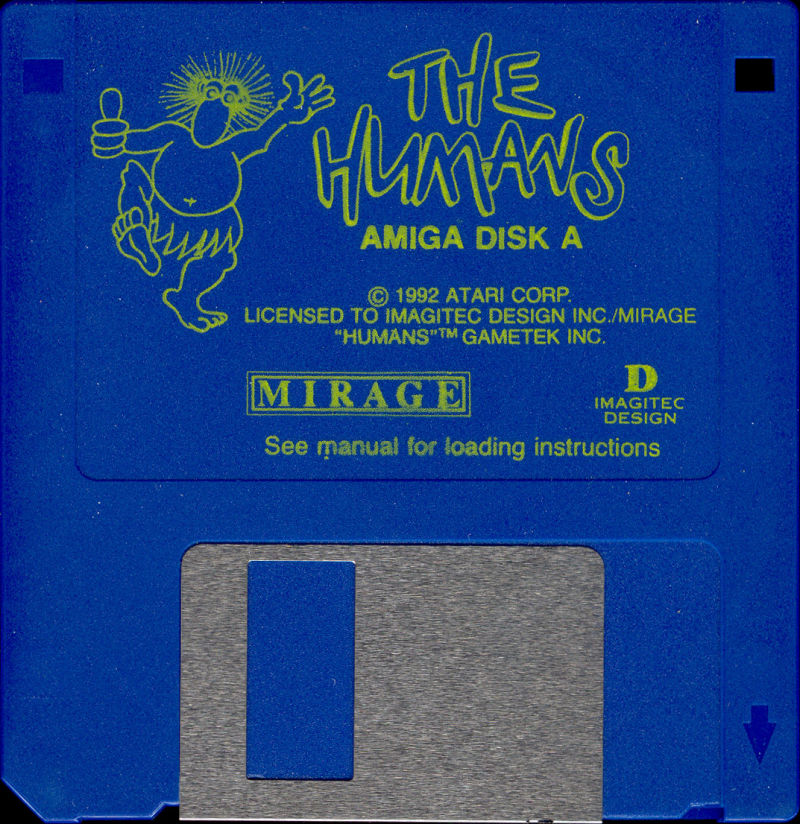 THE
HUMANS
AMIGA DISK A
© 1992 ATARI CORP.
LICENSED TO IMAGITEC DESIGN INC./MIRAGE
"HUMANS"™ GAMETEK INC.
MIRAGE
D
IMAGITEC
DESIGN
See manual for loading instructions